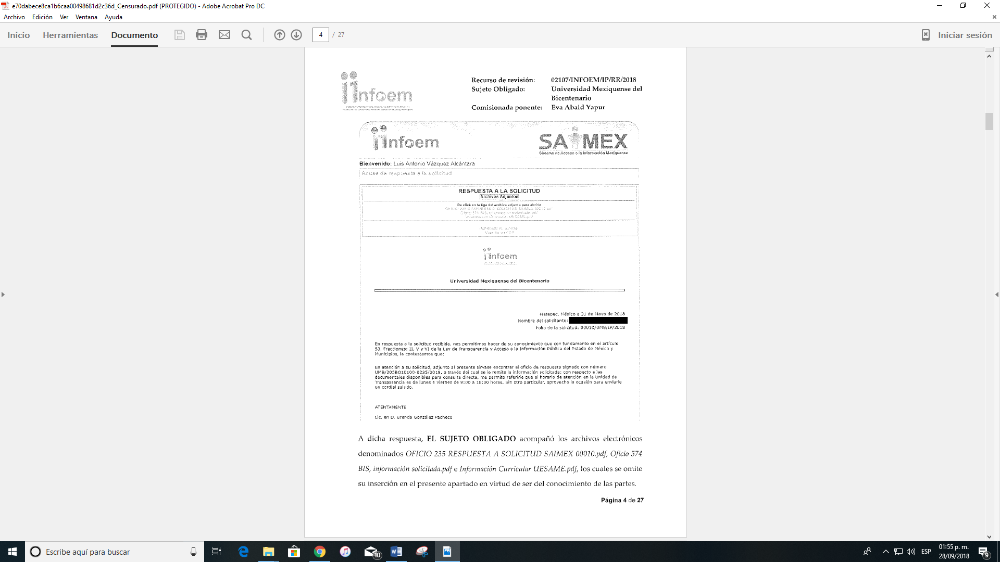 e70dabece8ca1b6caa00498681d2c36d_Censurado.pdf (PROTEGIDO) - Adobe Acrobat Pro DC
Archivo Edición Ver Ventana Ayuda
Inicio Herramientas Documento 4 / 27 Iniciar sesión
infoem
Recurso de revisión: 02107/INFOEM/IP/RR/2018
Sujeto Obligado: Universidad Mexiquense del
Bicentenario
Comisionada ponente: Eva Abaid Yapur
infoem SAIMEX
Sistema de Acceso a la Información Mexiquense
Bienvenido: Luis Antonio Vázquez Alcántara
Acuse de respuesta a la solicitud
RESPUESTA A LA SOLICITUD
Archivos Adjuntos
De click en la liga del archivo adjunto para abrirlo
OFICIO 235 RESPUESTA A SOLICITUD SAIMEX 00010.pdf
Oficio 574 BIS, información solicitada.pdf
Información Curricular UESAME.pdf
IMPRIMIR EL ACUSE
Versión en PDF
infoem
Universidad Mexiquense del Bicentenario
Metepec, México a 31 de Mayo de 2018
Nombre del solicitante:
Folio de la solicitud: 00010/UMB/IP/2018
En respuesta a la solicitud recibida, nos permitimos hacer de su conocimiento que con fundamento en el artículo
53, Fracciones: II, V y VI de la Ley de Transparencia y Acceso a la Información Pública del Estado de México y
Municipios, le contestamos que:
En atención a su solicitud, adjunto al presente sírvase encontrar el oficio de respuesta signado con número
UMB/205BO10100-0235/2018, a través del cual se le remite la información solicitada; con respecto a las
documentales disponibles para consulta directa, me permito referirle que el horario de atención en la Unidad de
Transparencia es de lunes a viernes de 9:00 a 18:00 horas. Sin otro particular, aprovecho la ocasión para enviarle
un cordial saludo.
ATENTAMENTE
Lic. en D. Brenda González Pacheco
A dicha respuesta, EL SUJETO OBLIGADO acompañó los archivos electrónicos
denominados OFICIO 235 RESPUESTA A SOLICITUD SAIMEX 00010.pdf, Oficio 574
BIS, información solicitada.pdf e Información Curricular UESAME.pdf, los cuales se omite
su inserción en el presente apartado en virtud de ser del conocimiento de las partes.
Página 4 de 27
Escribe aquí para buscar 10 ESP 01:55 p. m.
28/09/2018 9